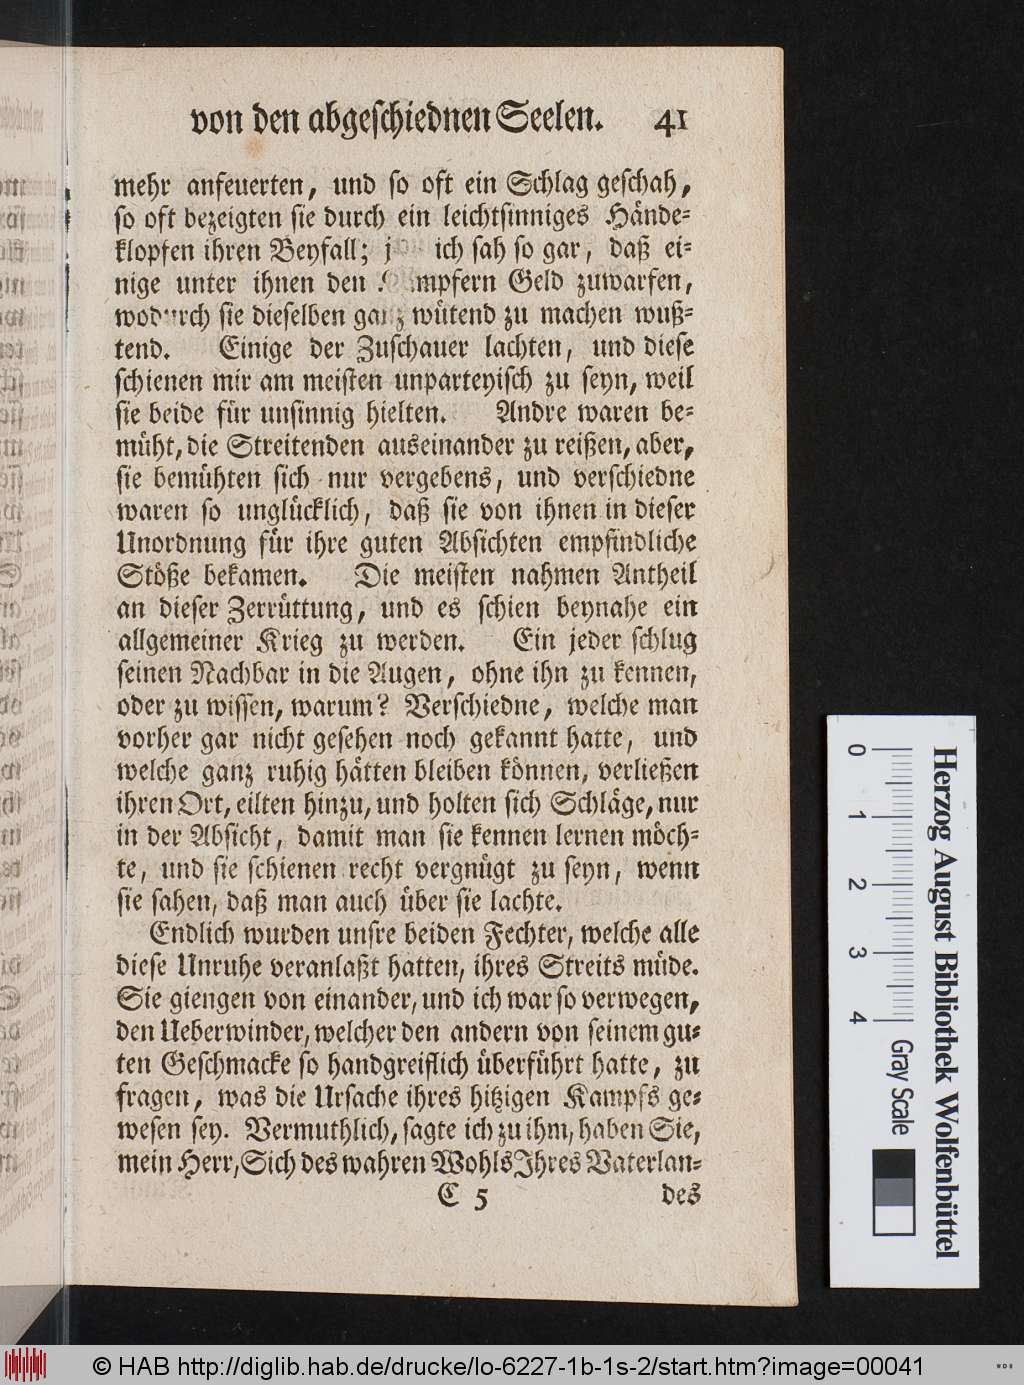 von den abgeschiednen Seelen. 41
mehr anfeuerten, und so oft ein Schlag geschah,
so oft bezeigten sie durch ein leichtsinniges Hände-
klopfen ihren Beyfall; ich sah so gar, daß ei-
nige unter ihnen den Geld zuwarfen,
wodurch sie dieselben ganz wütend zu machen wuß-
tend. Einige der Zuschauer lachten, und diese
schienen mir am meisten unparteyisch zu seyn, weil
sie beide für unsinnig hielten. Andre waren be-
müht, die Streitenden auseinander zu reißen, aber,
sie bemühten sich nur vergebens, und verschiedne
waren so unglücklich, daß sie von ihnen in dieser
Unordnung für ihre guten Absichten empfindliche
Stöße bekamen. Die meisten nahmen Antheil
an dieser Zerrüttung, und es schien beynahe ein
allgemeiner Krieg zu werden. Ein jeder schlug
seinen Nachbar in die Augen, ohne ihn zu kennen,
oder zu wissen, warum? Verschiedne, welche man
vorher gar nicht gesehen noch gekannt hatte, und
welche ganz ruhig hätten bleiben können, verließen
ihren Ort, eilten hinzu, und holten sich Schläge, nur
in der Absicht, damit man sie kennen lernen möch-
te, und sie schienen recht vergnügt zu seyn, wenn
sie sahen, daß man auch über sie lachte.
Endlich wurden unsre beiden Fechter, welche alle
diese Unruhe veranlaßt hatten, ihres Streits müde.
Sie giengen von einander, und ich war so verwegen,
den Ueberwinder, welcher den andern von seinem gu-
ten Geschmacke so handgreiflich überführt hatte, zu
fragen, was die Ursache ihres hitzigen Kampfs ge-
wesen sey. Vermuthlich, sagte ich zu ihm, haben Sie,
mein Herr, Sich des wahren Wohls Ihres Vaterlan-
C 5 des
0 1 2 3 4 Gray Scale
Herzog August Bibliothek Wolfenbüttel
© HAB http://diglib.hab.de/drucke/lo-6227-1b-1s-2/start.htm?image=00041